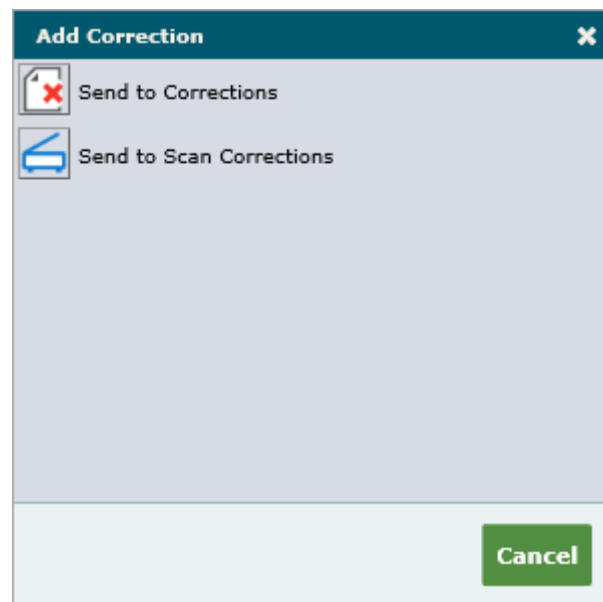 Add Correction
Send to Corrections
Send to Scan Corrections
Cancel